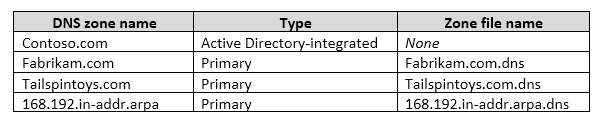 DNS zone name Type Zone file name
Contoso.com Active Directory-integrated None
Fabrikam.com Primary Fabrikam.com.dns
Tailspintoys.com Primary Tailspintoys.com.dns
168.192.in-addr.arpa Primary 168.192.in-addr.arpa.dns